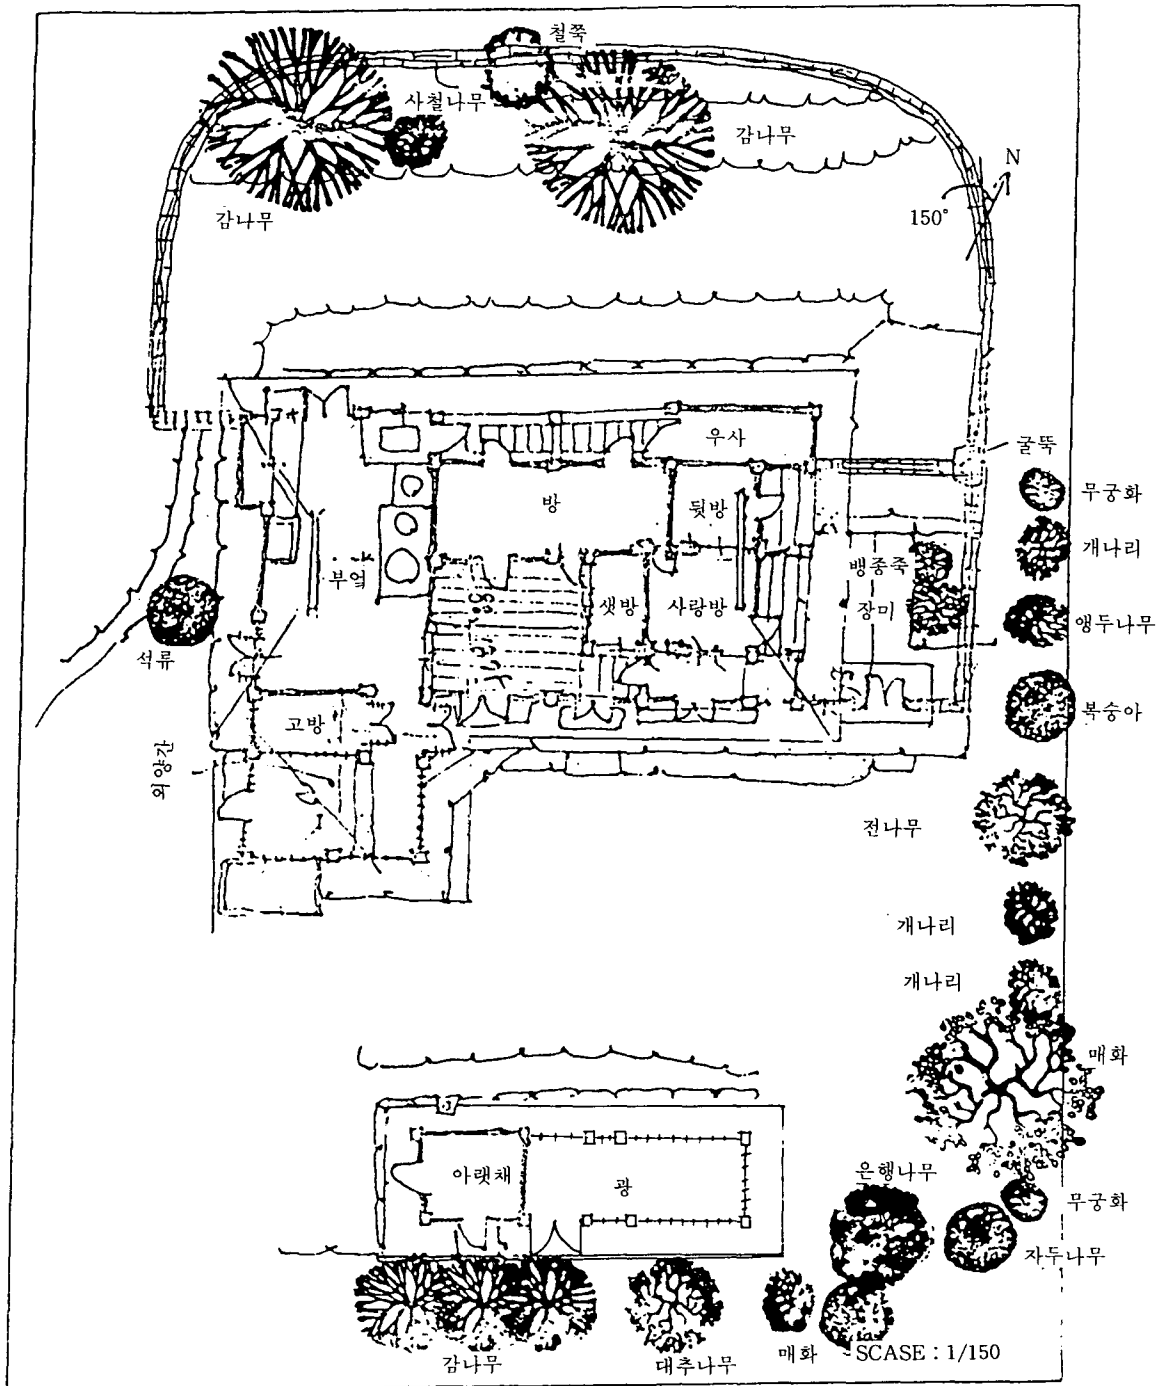 철쭉
사철나무
감나무
감나무
N
150°
우사
굴뚝
무궁화
방
뒷방
개나리
부엌
뱅종죽
샛방
사랑방
장미
앵두나무
석류
복숭아
고방
외양간
전나무
개나리
개나리
매화
아랫채
광
은행나무
무궁화
자두나무
감나무
대추나무
매화
SCASE : 1/150